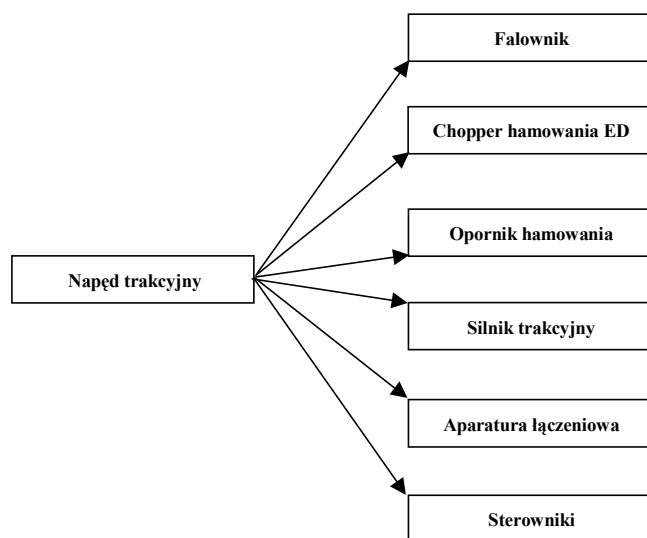 Falownik
Chopper hamowania ED
Opornik hamowania
Napęd trakcyjny
Silnik trakcyjny
Aparatura łączeniowa
Sterowniki